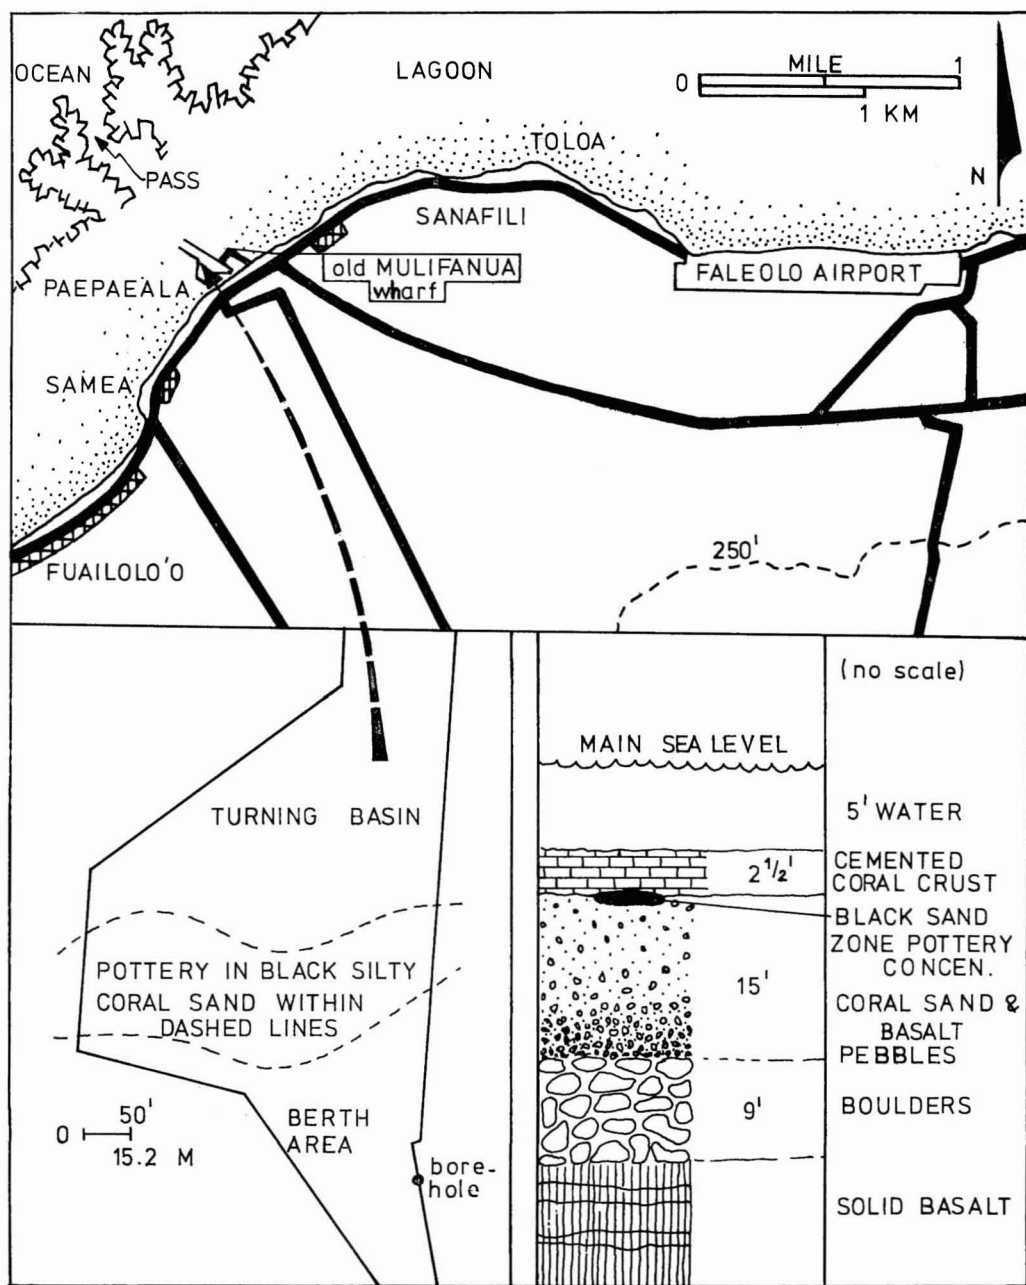 OCEAN
LAGOON
MILE
0 1
1 KM
TOLOA
PASS
N
SANAFILI
old MULIFANUA
wharf
FALEOLO AIRPORT
PAEPAEALA
SAMEA
250'
FUAILOLO'O
TURNING BASIN
POTTERY IN BLACK SILTY
CORAL SAND WITHIN
DASHED LINES
50'
0
15.2 M
BERTH
AREA
bore-
hole
(no scale)
MAIN SEA LEVEL
5' WATER
2 1/2'
CEMENTED
CORAL CRUST
BLACK SAND
ZONE POTTERY
CONCEN.
15'
CORAL SAND &
BASALT
PEBBLES
9'
BOULDERS
SOLID BASALT